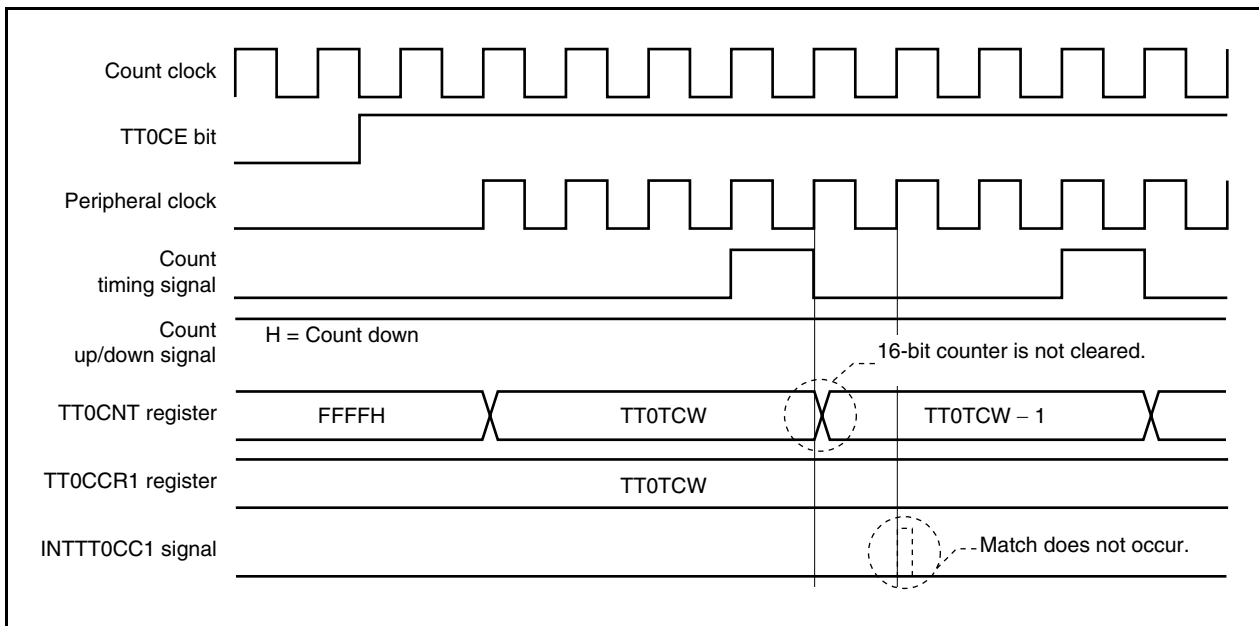 Count clock
TT0CE bit
Peripheral clock
Count
timing signal
Count
up/down signal
H = Count down
16-bit counter is not cleared.
TT0CNT register
FFFFH
TT0TCW
TT0TCW – 1
TT0CCR1 register
TT0TCW
INTTT0CC1 signal
Match does not occur.